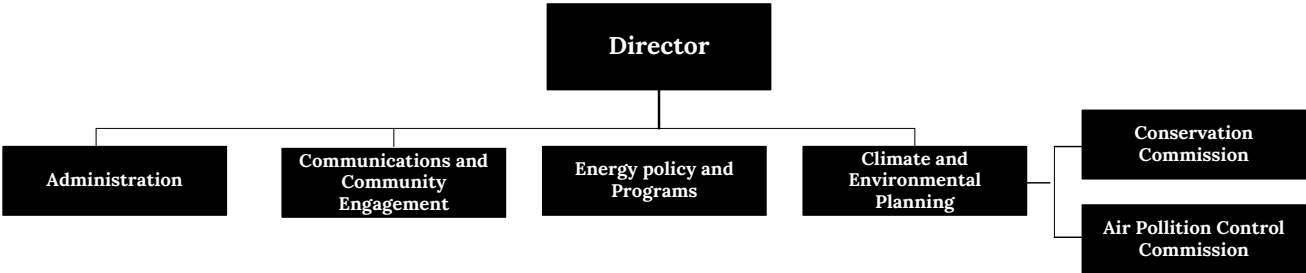 Director
Administration
Communications and
Community
Engagement
Energy policy and
Programs
Climate and
Environmental
Planning
Conservation
Commission
Air Pollition Control
Commission